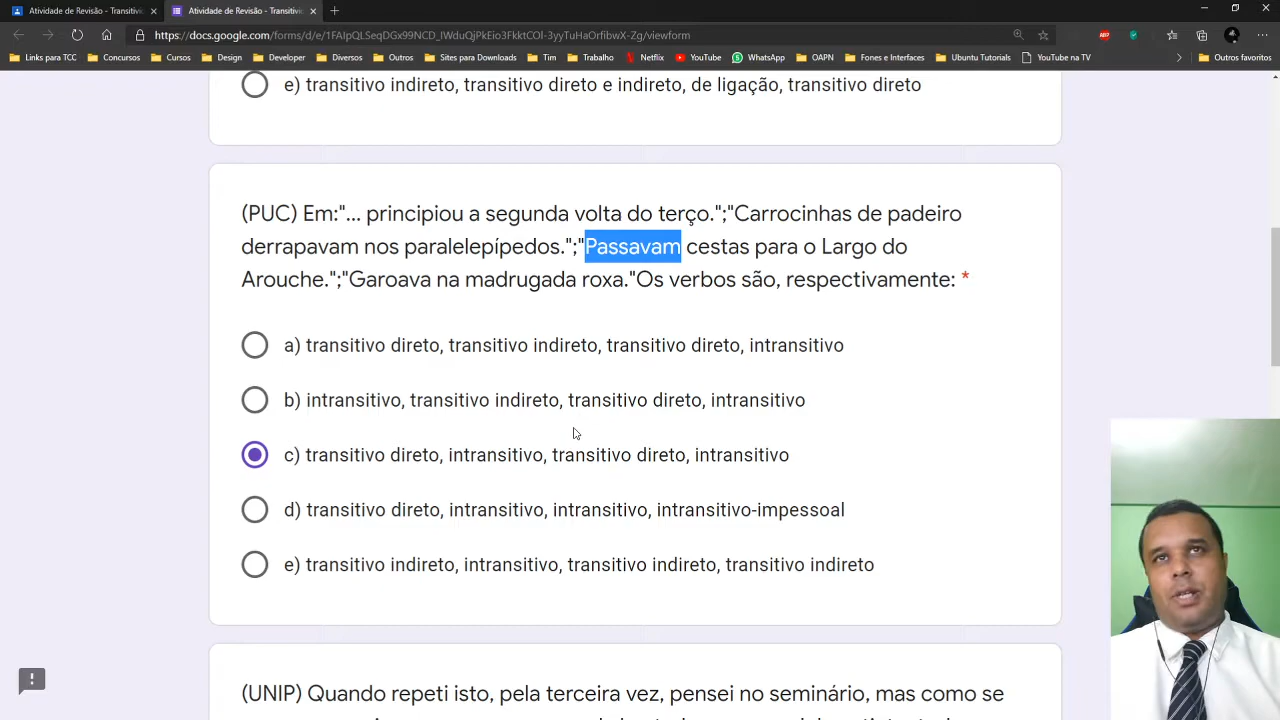 Atividade de Revisão - Transitivi
Atividade de Revisão - Transitivi
https://docs.google.com/forms/d/e/1FAIpQLSeqDGx99NCD_IWduQjPkEio3FkktCOl-3yyTuHaOrfibwX-Zg/viewform
Links para TCC
Concursos
Cursos
Design
Developer
Diversos
Outros
Sites para Downloads
Tim
Trabalho
Netflix
YouTube
WhatsApp
OAPN
Fones e Interfaces
Ubuntu Tutorials
YouTube na TV
Outros favoritos
e) transitivo indireto, transitivo direto e indireto, de ligação, transitivo direto
(PUC) Em:"... principiou a segunda volta do terço.";"Carrocinhas de padeiro
derrapavam nos paralelepípedos.";"Passavam cestas para o Largo do
Arouche.";"Garoava na madrugada roxa."Os verbos são, respectivamente: *
a) transitivo direto, transitivo indireto, transitivo direto, intransitivo
b) intransitivo, transitivo indireto, transitivo direto, intransitivo
c) transitivo direto, intransitivo, transitivo direto, intransitivo
d) transitivo direto, intransitivo, intransitivo, intransitivo-impessoal
e) transitivo indireto, intransitivo, transitivo indireto, transitivo indireto
(UNIP) Quando repeti isto, pela terceira vez, pensei no seminário, mas como se